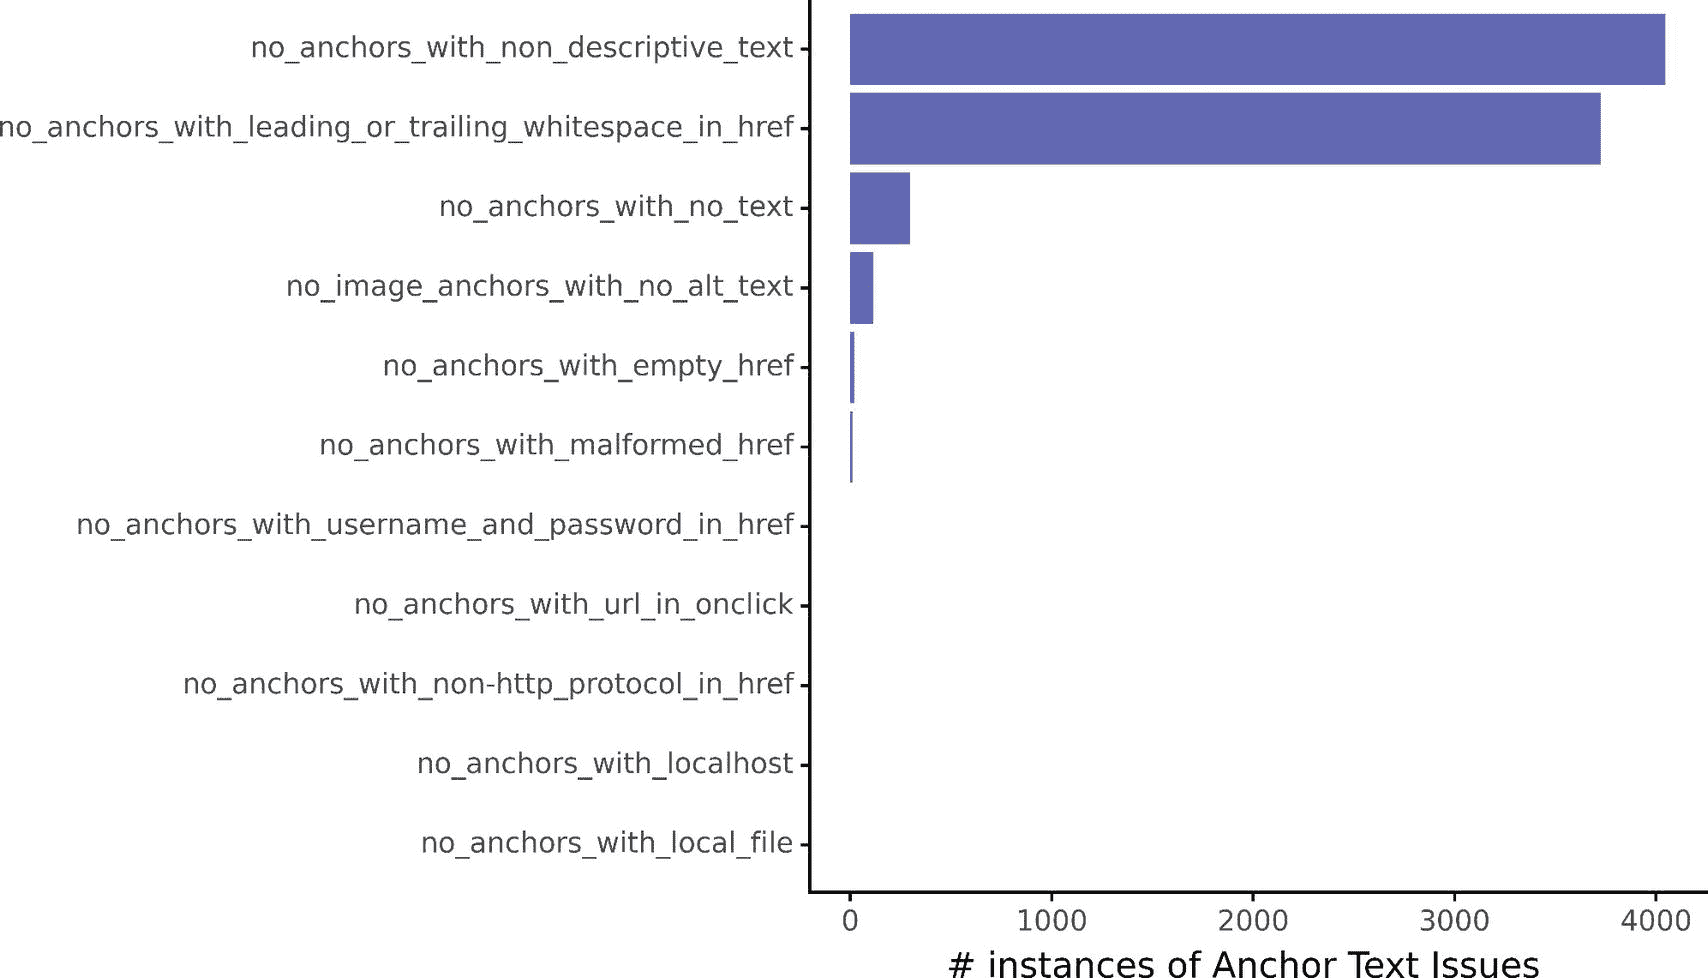 no_anchors_with_non_descriptive_text
no_anchors_with_leading_or_trailing_whitespace_in_href
no_anchors_with_no_text
no_image_anchors_with_no_alt_text
no_anchors_with_empty_href
no_anchors_with_malformed_href
no_anchors_with_username_and_password_in_href
no_anchors_with_url_in_onclick
no_anchors_with_non-http_protocol_in_href
no_anchors_with_localhost
no_anchors_with_local_file
0 1000 2000 3000 4000
# instances of Anchor Text Issues